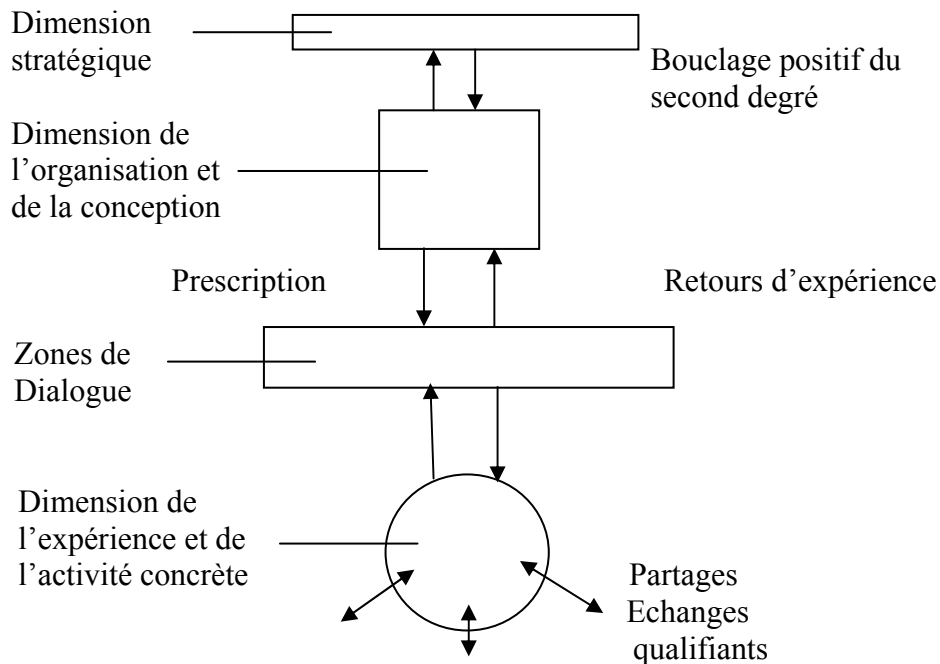 Dimension
stratégique
Bouclage positif du
second degré
Dimension de
l’organisation et
de la conception
Prescription
Retours d’expérience
Zones de
Dialogue
Dimension de
l’expérience et de
l’activité concrète
Partages
Echanges
qualifiants